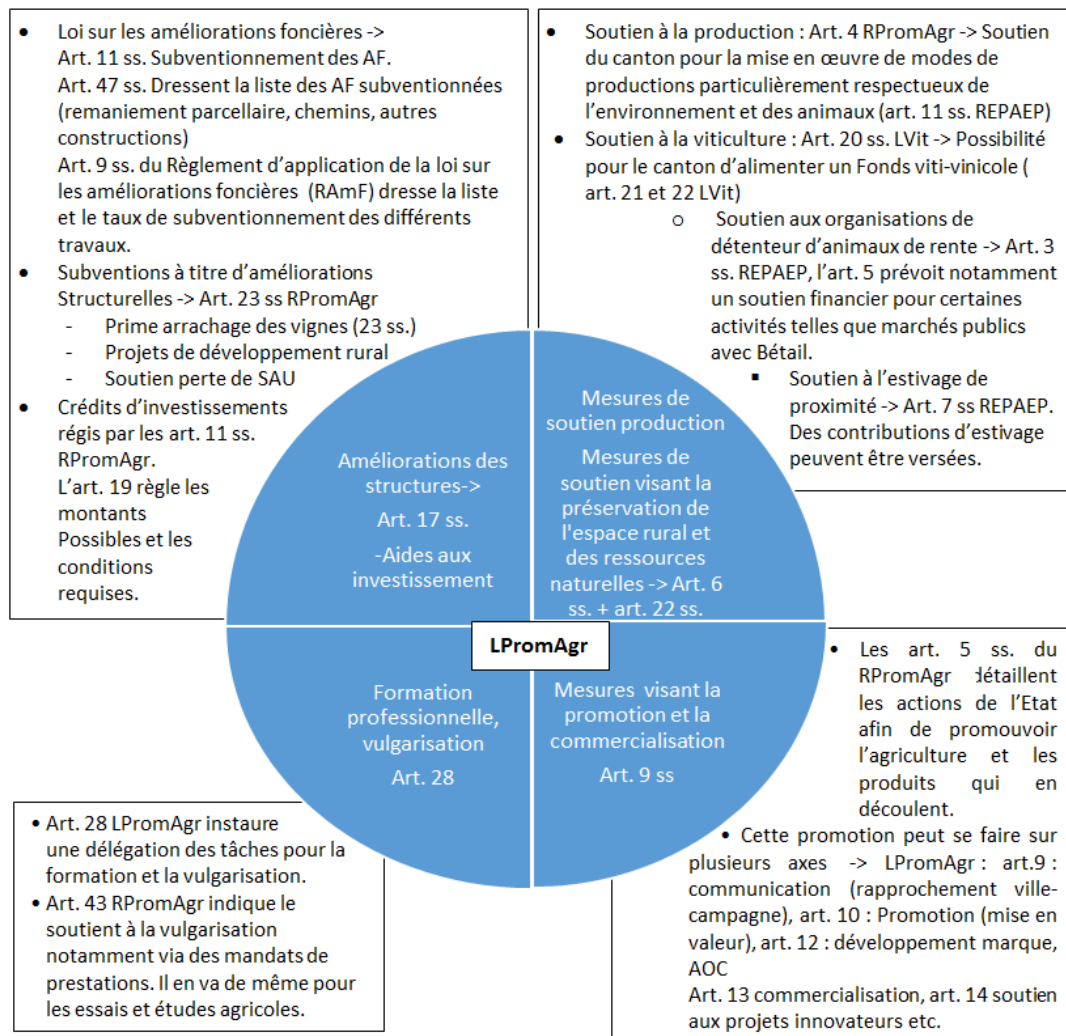 • Loi sur les améliorations foncières ->
Art. 11 ss. Subventionnement des AF.
Art. 47 ss. Dressent la liste des AF subventionnées
(remaniement parcellaire, chemins, autres
constructions)
Art. 9 ss. du Règlement d’application de la loi sur
les améliorations foncières (RAmF) dresse la liste
et le taux de subventionnement des différents
travaux.
• Subventions à titre d’améliorations
Structurelles -> Art. 23 ss RPromAgr
- Prime arrachage des vignes (23 ss.)
- Projets de développement rural
- Soutien perte de SAU
• Crédits d’investissements
régis par les art. 11 ss.
RPromAgr.
L’art. 19 règle les
montants
Possibles et les
conditions
requises.
• Soutien à la production : Art. 4 RPromAgr -> Soutien
du canton pour la mise en œuvre de modes de
productions particulièrement respectueux de
l’environnement et des animaux (art. 11 ss. REPAEP)
• Soutien à la viticulture : Art. 20 ss. LVit -> Possibilité
pour le canton d’alimenter un Fonds viti-vinicole (
art. 21 et 22 LVit)
o Soutien aux organisations de
détenteur d’animaux de rente -> Art. 3
ss. REPAEP, l’art. 5 prévoit notamment
un soutien financier pour certaines
activités telles que marchés publics
avec Bétail.
▪ Soutien à l’estivage de
proximité -> Art. 7 ss REPAEP.
Des contributions d’estivage
peuvent être versées.
Améliorations des
structures->
Art. 17 ss.
-Aides aux
investissement
Mesures de
soutien production
Mesures de
soutien visant la
préservation de
l'espace rural et
des ressources
naturelles -> Art. 6
ss. + art. 22 ss.
LPromAgr
Formation
professionnelle,
vulgarisation
Art. 28
Mesures visant la
promotion et la
commercialisation
Art. 9 ss
• Art. 28 LPromAgr instaure
une délégation des tâches pour la
formation et la vulgarisation.
• Art. 43 RPromAgr indique le
soutient à la vulgarisation
notamment via des mandats de
prestations. Il en va de même pour
les essais et études agricoles.
• Les art. 5 ss. du
RPromAgr détaillent
les actions de l’Etat
afin de promouvoir
l’agriculture et les
produits qui en
découlent.
• Cette promotion peut se faire sur
plusieurs axes -> LPromAgr : art.9 :
communication (rapprochement ville-
campagne), art. 10 : Promotion (mise en
valeur), art. 12 : développement marque,
AOC
Art. 13 commercialisation, art. 14 soutien
aux projets innovateurs etc.